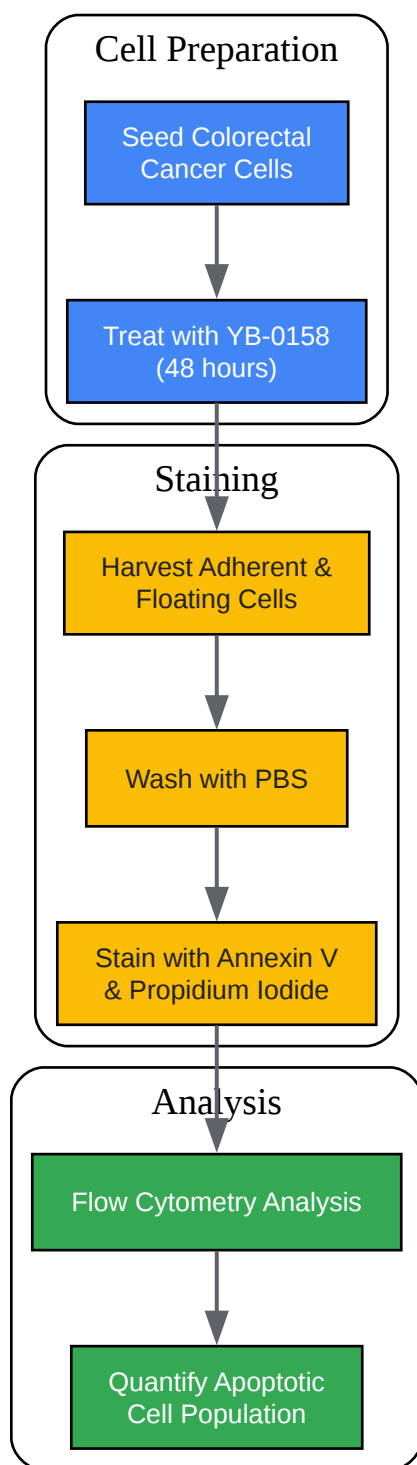 Cell Preparation
Seed Colorectal
Cancer Cells
Treat with YB-0158
(48 hours)
Staining
Harvest Adherent &
Floating Cells
Wash with PBS
Stain with Annexin V
& Propidium Iodide
Analysis
Flow Cytometry Analysis
Quantify Apoptotic
Cell Population